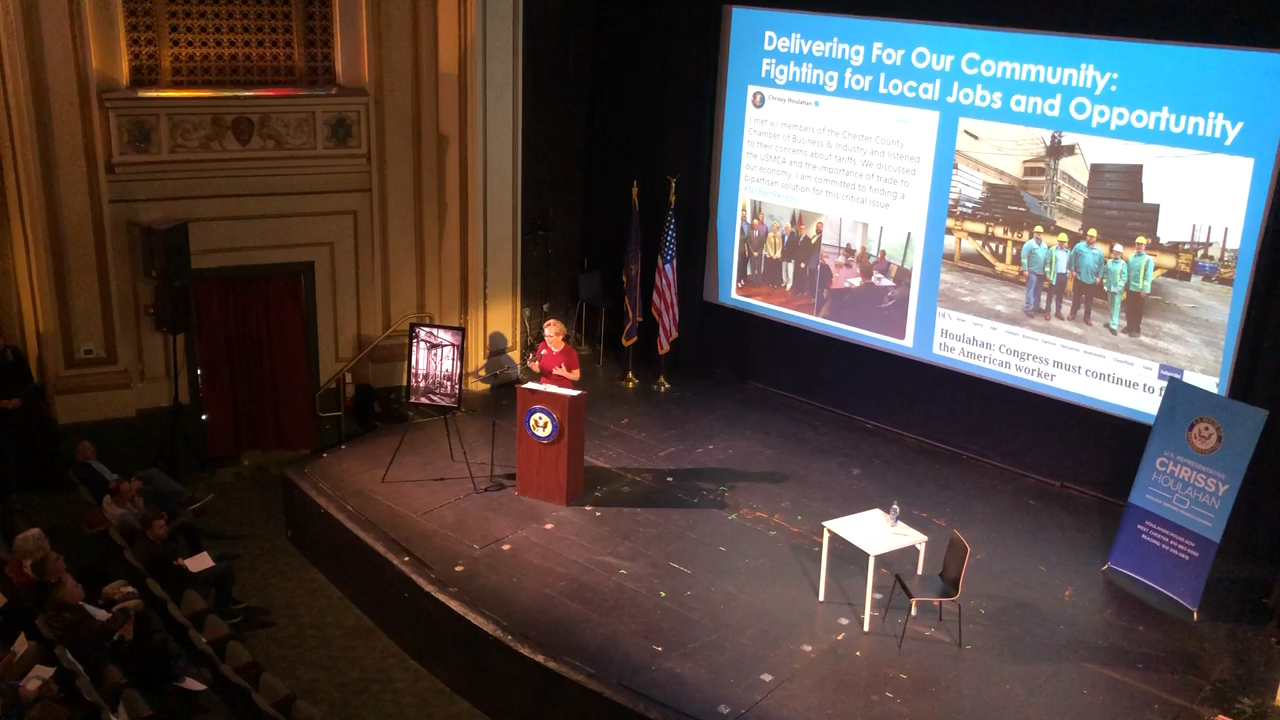 Delivering For Our Community:
Fighting for Local Jobs and Opportunity
Chrissy Houlahan
I met w/ members of the Chester County
Chamber of Business & Industry and listened
to their concerns about tariffs. We discussed
the USMCA and the importance of trade to
our economy. I am committed to finding a
bipartisan solution for this critical issue.
Houlahan: Congress must continue to f
the American worker
U.S. REPRESENTATIVE
CHRISSY
HOULAHAN
HOULAHAN.HOUSE.GOV